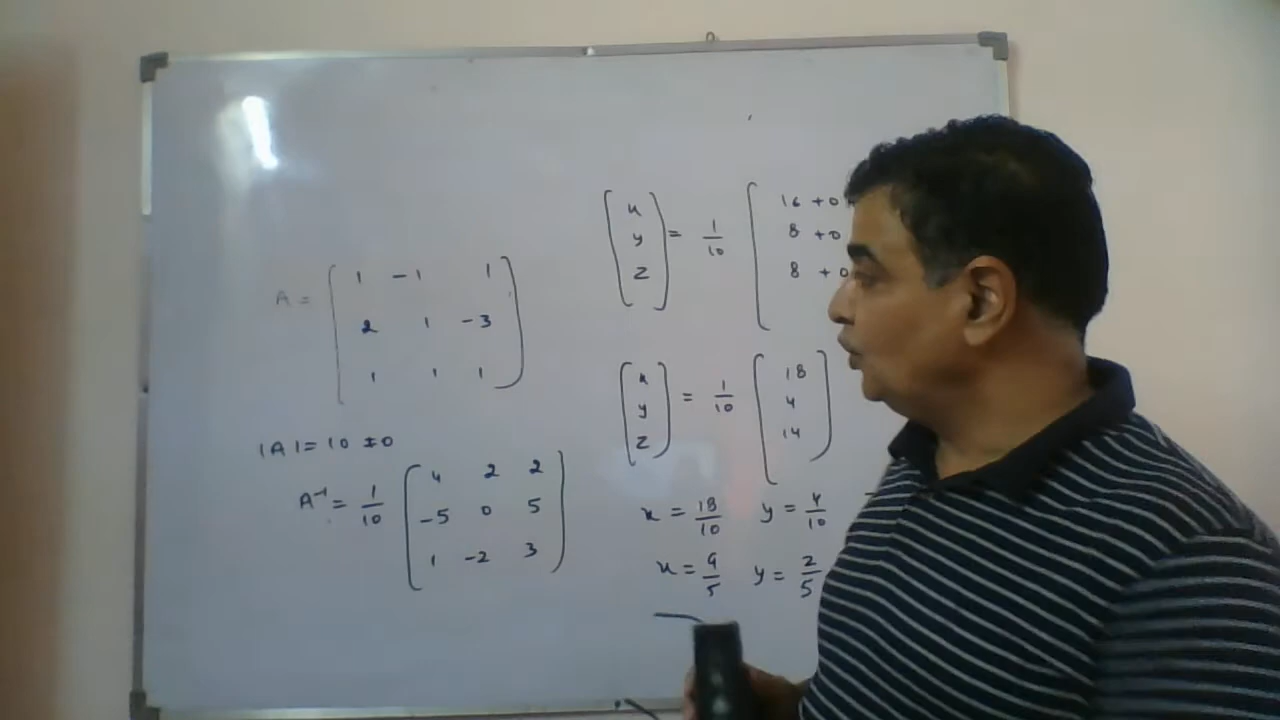 A = [ 1 -1 1
2 1 -3
1 1 1 ]
|A| = 10 ≠ 0
A⁻¹ = 1/10 [ 4 2 2
-5 0 5
1 -2 3 ]
[ x y z ] = 1/10 [ 16 + 0
8 + 0
8 + 0
[ x y z ] = 1/10 [ 18 4 14 ]
x = 18/10 y = 4/10
x = 9/5 y = 2/5